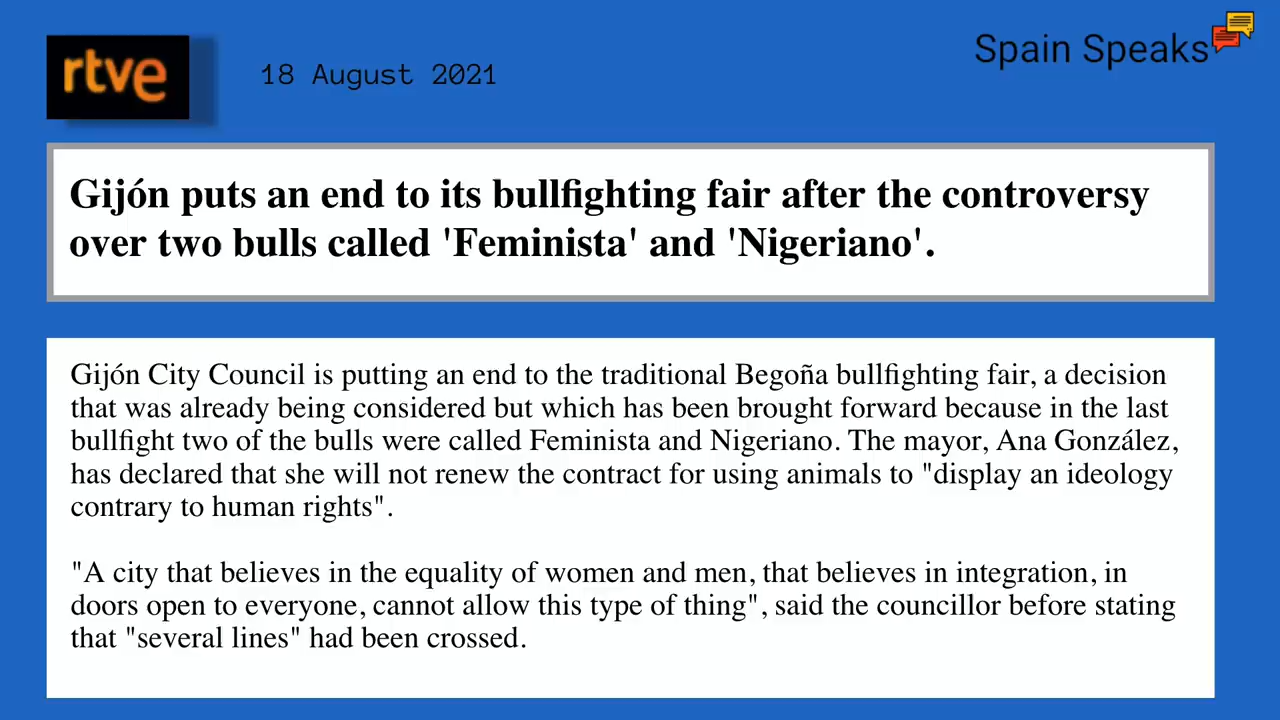 rtve
18 August 2021
Spain Speaks
Gijón puts an end to its bullfighting fair after the controversy
over two bulls called 'Feminista' and 'Nigeriano'.
Gijón City Council is putting an end to the traditional Begoña bullfighting fair, a decision
that was already being considered but which has been brought forward because in the last
bullfight two of the bulls were called Feminista and Nigeriano. The mayor, Ana González,
has declared that she will not renew the contract for using animals to "display an ideology
contrary to human rights".
"A city that believes in the equality of women and men, that believes in integration, in
doors open to everyone, cannot allow this type of thing", said the councillor before stating
that "several lines" had been crossed.